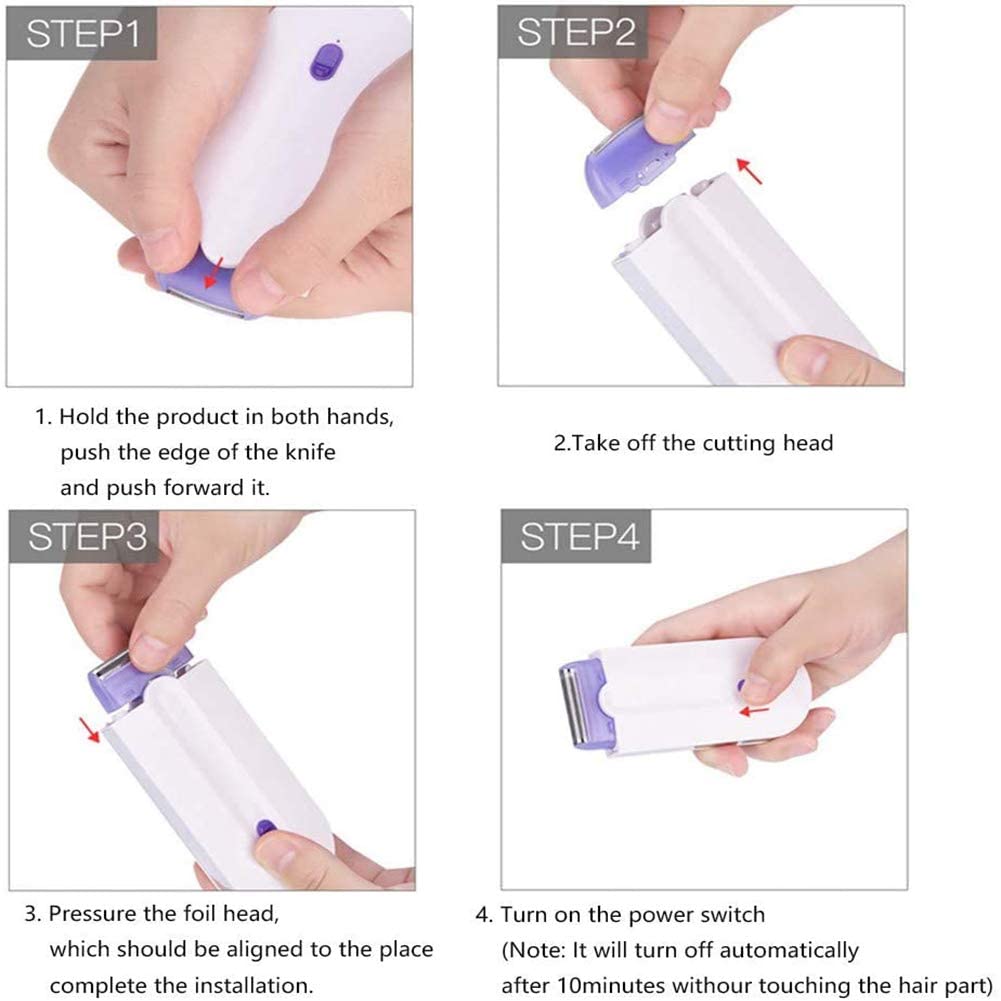 STEP1
STEP2
1. Hold the product in both hands,
push the edge of the knife
and push forward it.
2.Take off the cutting head
STEP3
STEP4
3. Pressure the foil head,
which should be aligned to the place
complete the installation.
4. Turn on the power switch
(Note: It will turn off automatically
after 10minutes withour touching the hair part)